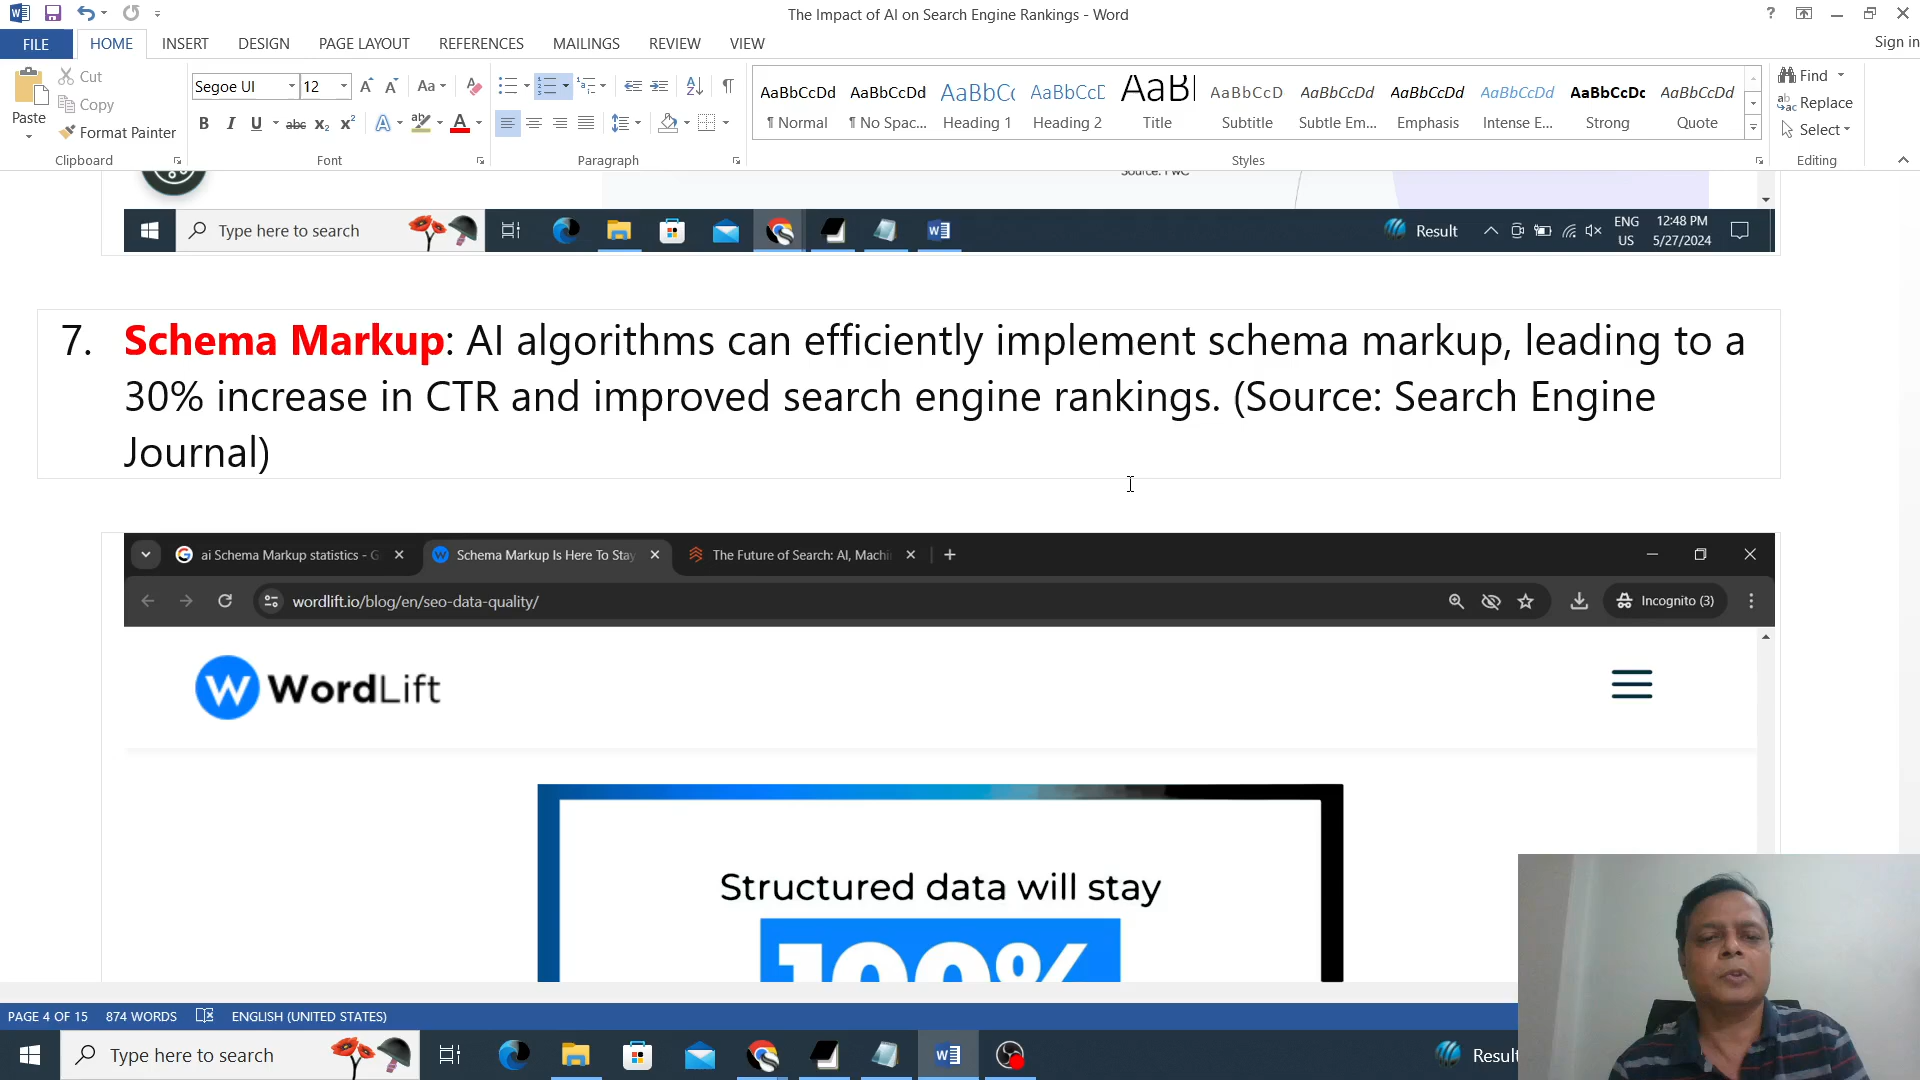 The Impact of AI on Search Engine Rankings - Word
?
FILE HOME INSERT DESIGN PAGE LAYOUT REFERENCES MAILINGS REVIEW VIEW
Sign in
Paste
Cut
Copy
Format Painter
Clipboard
Segoe UI 12
Font
Paragraph
AaBbCcDd AaBbCcDd AaBbC AaBbCcD AaBl AaBbCcD AaBbCcDd AaBbCcDd AaBbCcDd AaBbCcDc AaBbCcDd
¶ Normal ¶ No Spac... Heading 1 Heading 2 Title Subtitle Subtle Em... Emphasis Intense E... Strong Quote
Styles
Find
Replace
Select
Editing
Type here to search
Result
ENG
US
12:48 PM
5/27/2024
7. Schema Markup: AI algorithms can efficiently implement schema markup, leading to a
30% increase in CTR and improved search engine rankings. (Source: Search Engine
Journal)
ai Schema Markup statistics - G
Schema Markup Is Here To Stay
The Future of Search: AI, Machi
wordlift.io/blog/en/seo-data-quality/
Incognito (3)
WordLift
Structured data will stay
100%
PAGE 4 OF 15 874 WORDS ENGLISH (UNITED STATES)
Type here to search
Result